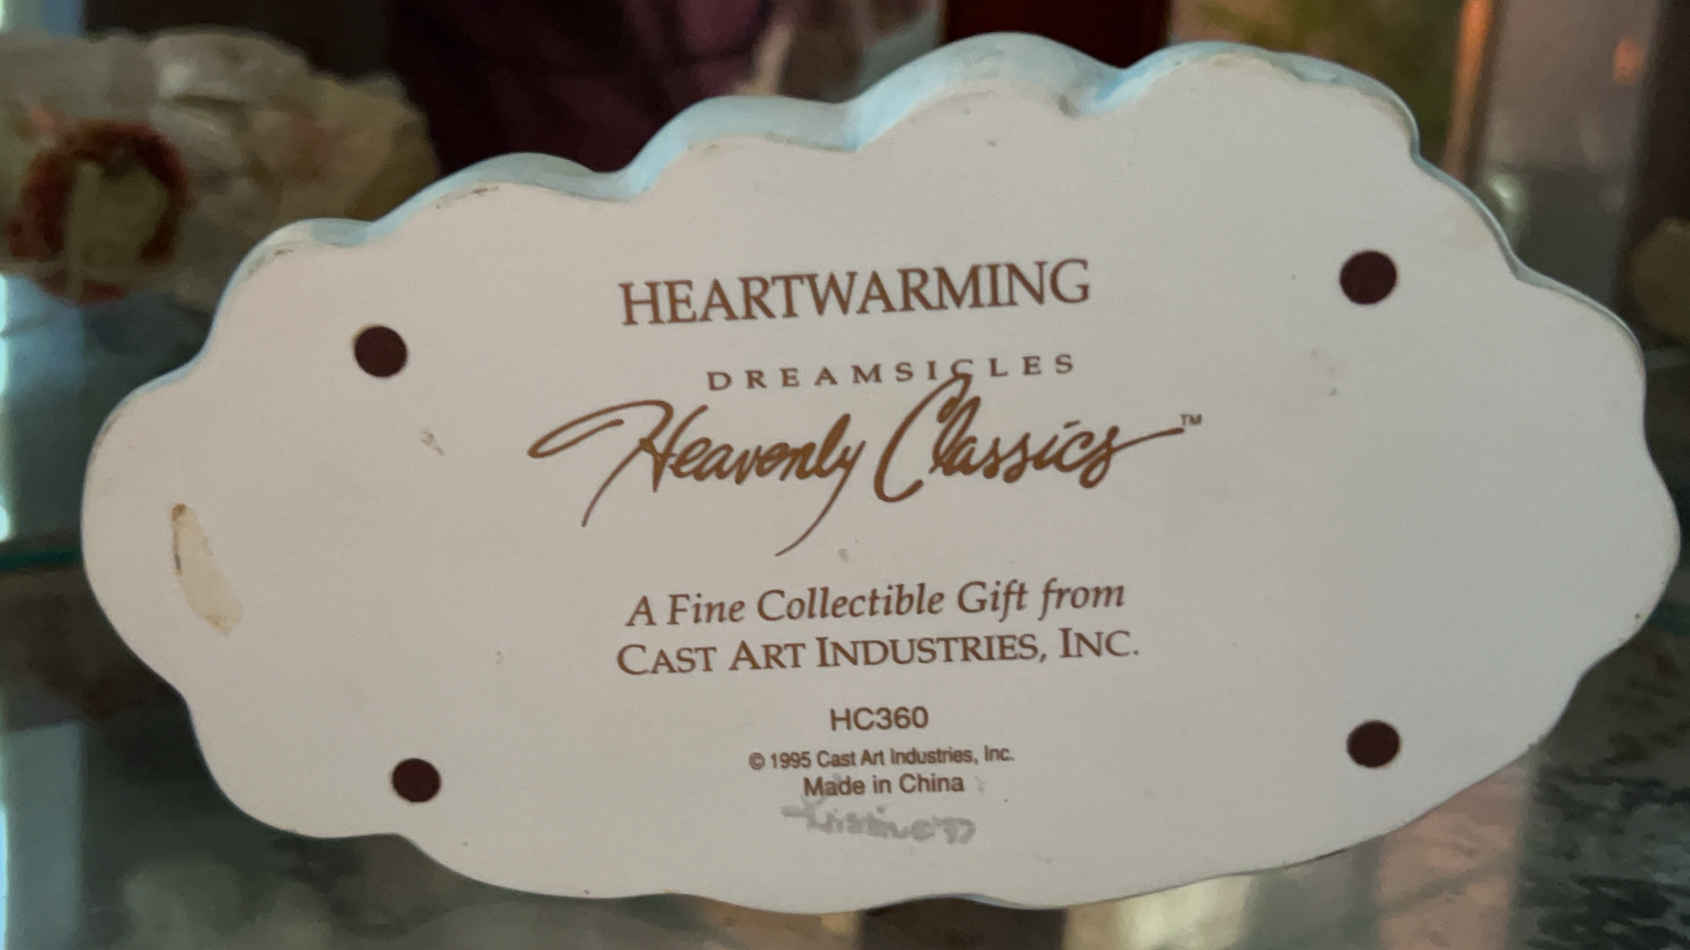 HEARTWARMING
DREAMSICLES
Heavenly Classics™
A Fine Collectible Gift from
CAST ART INDUSTRIES, INC.
HC360
© 1995 Cast Art Industries, Inc.
Made in China